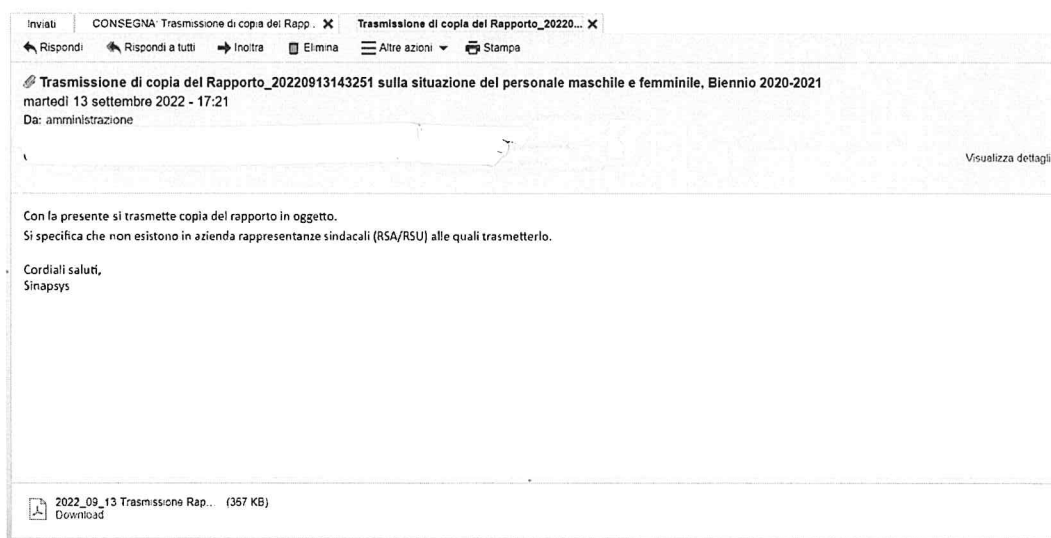 Inviati CONSEGNA: Trasmissione di copia del Rapp . X Trasmissione di copia del Rapporto_20220... X
Rispondi Rispondi a tutti Inoltra Elimina Altre azioni Stampa
Trasmissione di copia del Rapporto_20220913143251 sulla situazione del personale maschile e femminile, Biennio 2020-2021
martedì 13 settembre 2022 - 17:21
Da: amministrazione
Visualizza dettagli
Con la presente si trasmette copia del rapporto in oggetto.
Si specifica che non esistono in azienda rappresentanze sindacali (RSA/RSU) alle quali trasmetterlo.
Cordiali saluti,
Sinapsys
2022_09_13 Trasmissione Rap... (367 KB)
Download